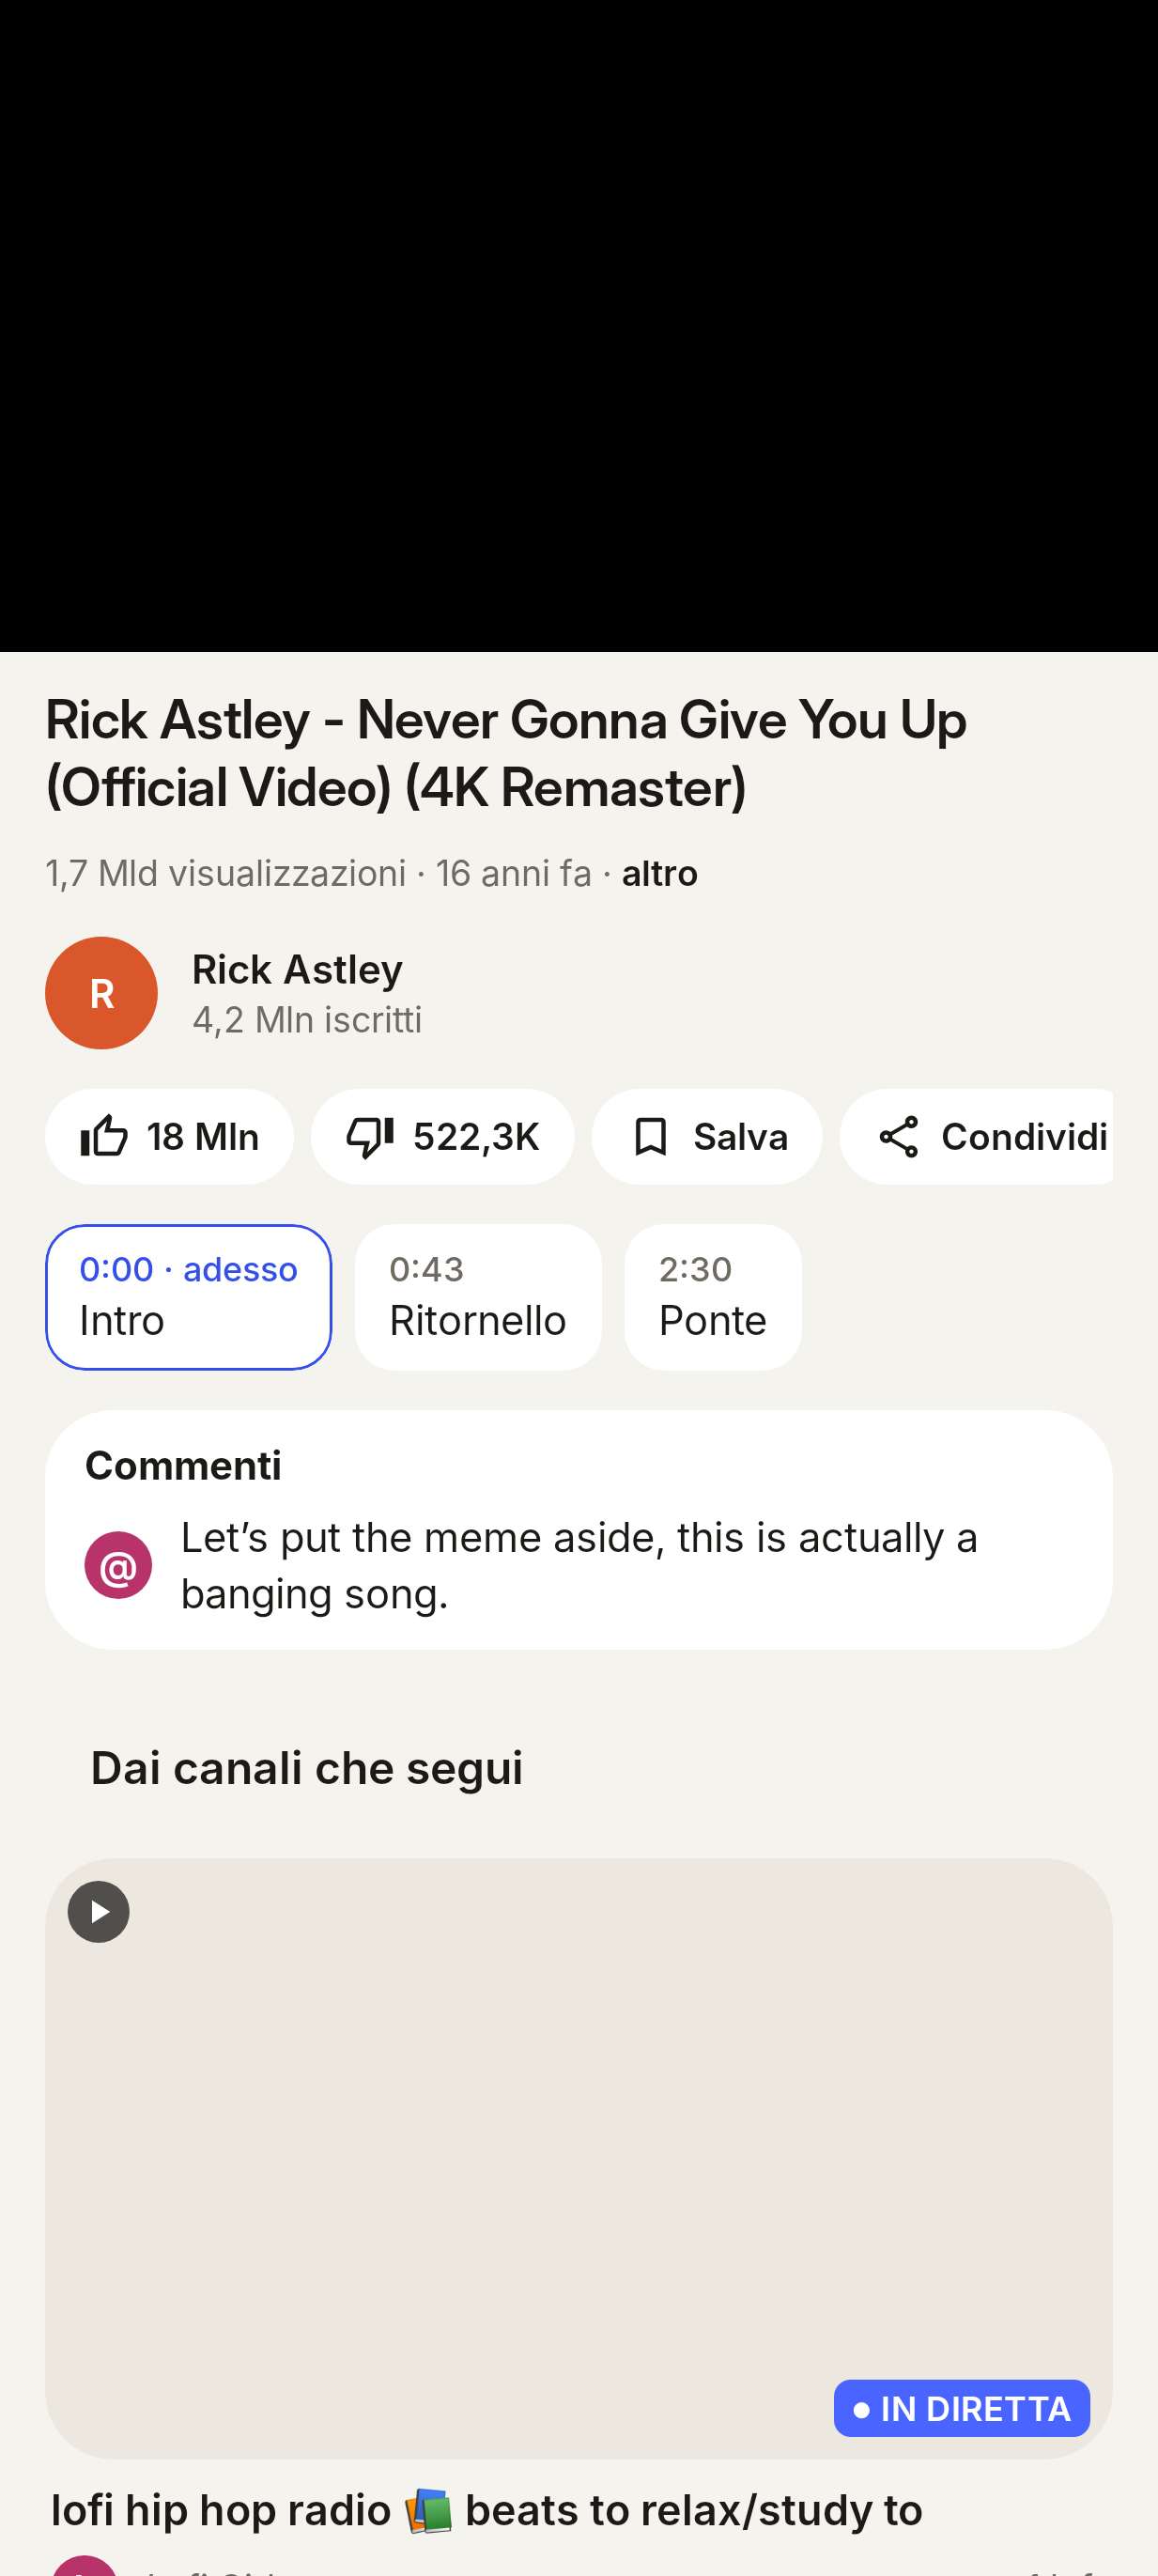 Rick Astley - Never Gonna Give You Up
(Official Video) (4K Remaster)
1,7 Mld visualizzazioni · 16 anni fa · altro
R
Rick Astley
4,2 Mln iscritti
18 Mln
522,3K
Salva
Condividi
0:00 · adesso
Intro
0:43
Ritornello
2:30
Ponte
Commenti
@
Let’s put the meme aside, this is actually a
banging song.
Dai canali che segui
IN DIRETTA
lofi hip hop radio 📚 beats to relax/study to